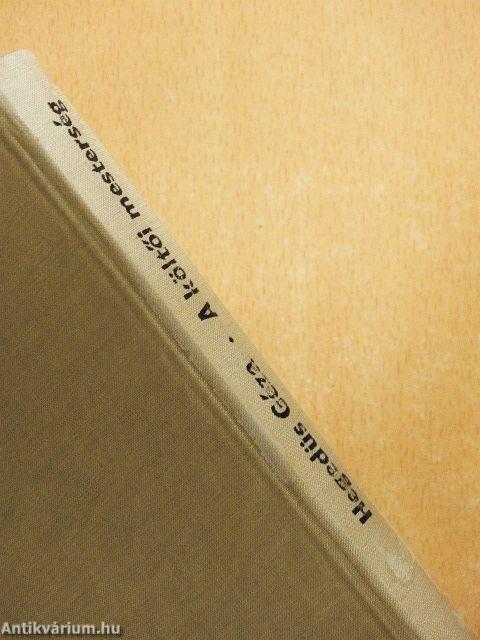 Hegedüs Géza . A költői mesterség
Antikvárium.hu